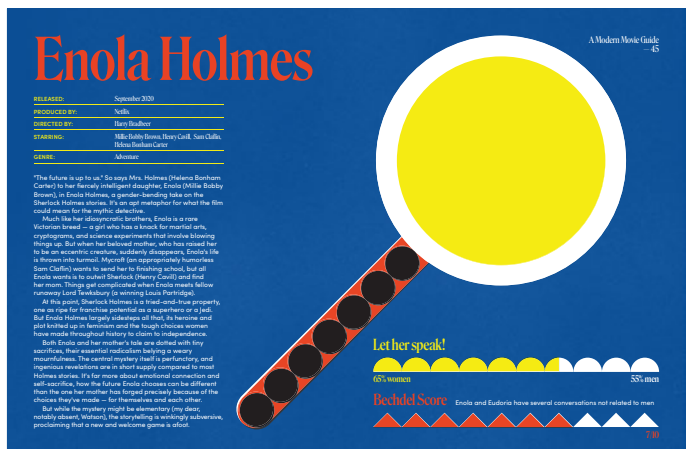 Enola Holmes
A Modern Movie Guide
— 45
RELEASED: September 2020
PRODUCED BY: Netflix
DIRECTED BY: Harry Bradbeer
STARRING: Millie Bobby Brown, Henry Cavill, Sam Claflin,
Helena Bonham Carter
GENRE: Adventure
"The future is up to us." So says Mrs. Holmes (Helena Bonham
Carter) to her fiercely intelligent daughter, Enola (Millie Bobby
Brown), in Enola Holmes, a gender-bending take on the
Sherlock Holmes stories. It's an apt metaphor for what the film
could mean for the mythic detective.
Much like her idiosyncratic brothers, Enola is a rare
Victorian breed — a girl who has a knack for martial arts,
cryptograms, and science experiments that involve blowing
things up. But when her beloved mother, who has raised her
to be an eccentric creature, suddenly disappears, Enola's life
is thrown into turmoil. Mycroft (an appropriately humorless
Sam Claflin) wants to send her to finishing school, but all
Enola wants is to outwit Sherlock (Henry Cavill) and find
her mom. Things get complicated when Enola meets fellow
runaway Lord Tewksbury (a winning Louis Partridge).
At this point, Sherlock Holmes is a tried-and-true property,
one as ripe for franchise potential as a superhero or a jedi.
But Enola Holmes largely sidesteps all that, its heroine and
plot knitted up in feminism and the tough choices women
have made throughout history to claim to independence.
Both Enola and her mother's tale are dotted with tiny
sacrifices, their essential radicalism belying a weary
mournfulness. The central mystery itself is perfunctory, and
ingenious revelations are in short supply compared to most
Holmes stories. It's far more about emotional connection and
self-sacrifice, how the future Enola chooses can be different
than the one her mother has forged precisely because of the
choices they've made — for themselves and each other.
But while the mystery might be elementary (my dear,
notably absent, Watson), the storytelling is winkingly subversive,
proclaiming that a new and welcome game is afoot.
Let her speak!
65% women
55% men
Bechdel Score Enola and Eudoria have several conversations not related to men
7/10